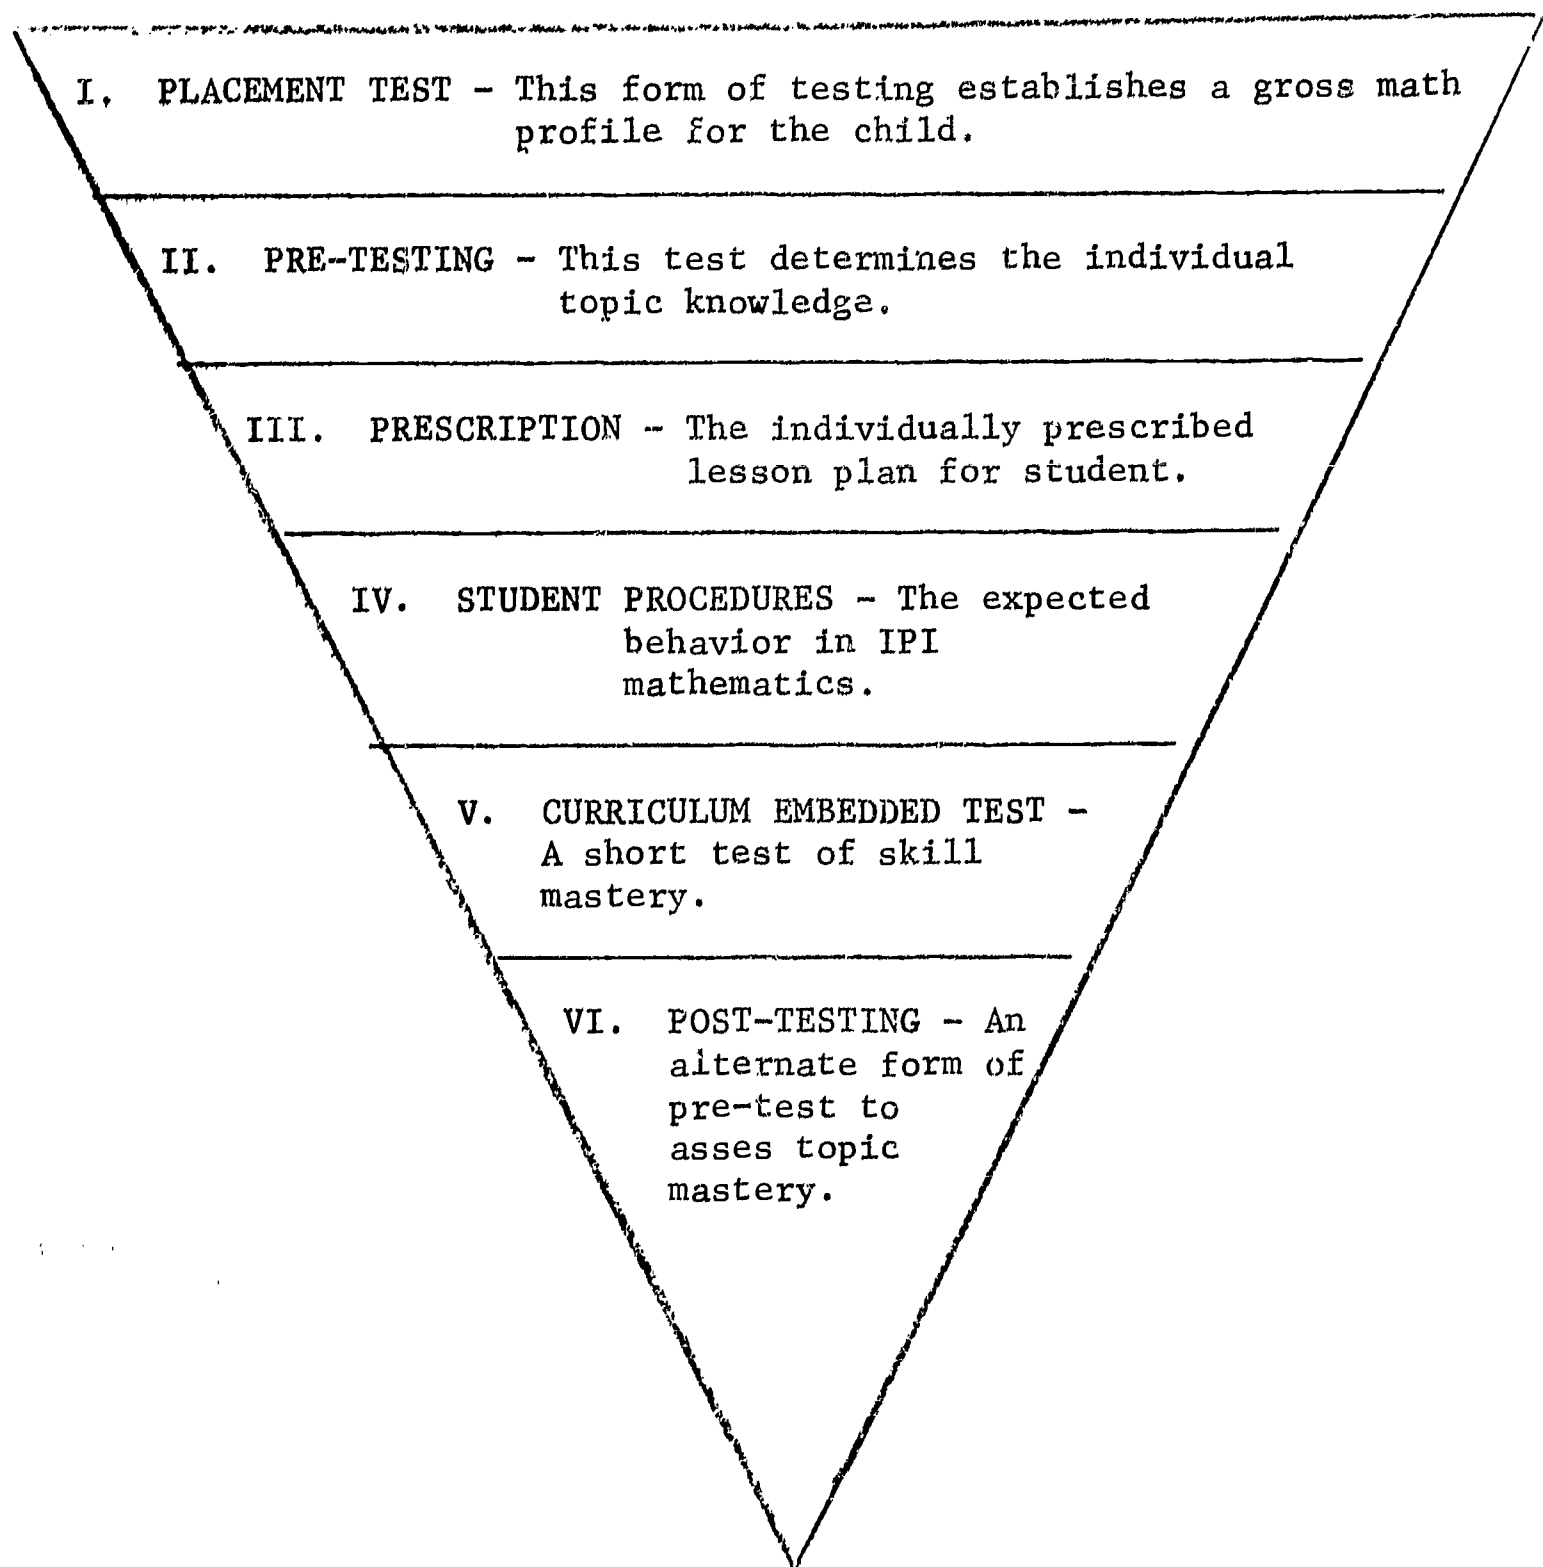 I. PLACEMENT TEST - This form of testing establishes a gross math
profile for the child.
II. PRE-TESTING - This test determines the individual
topic knowledge.
III. PRESCRIPTION - The individually prescribed
lesson plan for student.
IV. STUDENT PROCEDURES - The expected
behavior in IPI
mathematics.
V. CURRICULUM EMBEDDED TEST -
A short test of skill
mastery.
VI. POST-TESTING - An
alternate form of
pre-test to
asses topic
mastery.